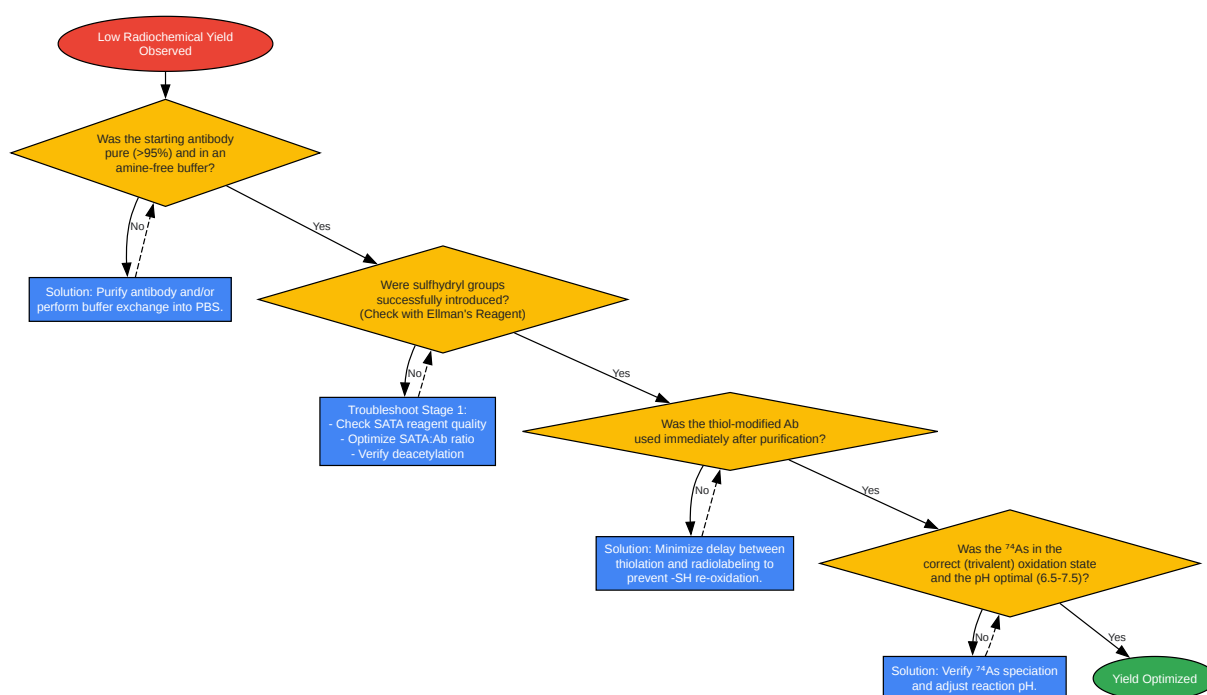 Low Radiochemical Yield
Observed
Was the starting antibody
pure (>95%) and in an
amine-free buffer?
No
Yes
Solution: Purify antibody and/or
perform buffer exchange into PBS.
Were sulfhydryl groups
successfully introduced?
(Check with Ellman's Reagent)
No
Yes
Troubleshoot Stage 1:
- Check SATA reagent quality
- Optimize SATA:Ab ratio
- Verify deacetylation
Was the thiol-modified Ab
used immediately after purification?
No
Yes
Solution: Minimize delay between
thiolation and radiolabeling to
prevent -SH re-oxidation.
Was the ⁷⁴As in the
correct (trivalent) oxidation state
and the pH optimal (6.5-7.5)?
No
Yes
Solution: Verify ⁷⁴As speciation
and adjust reaction pH.
Yield Optimized